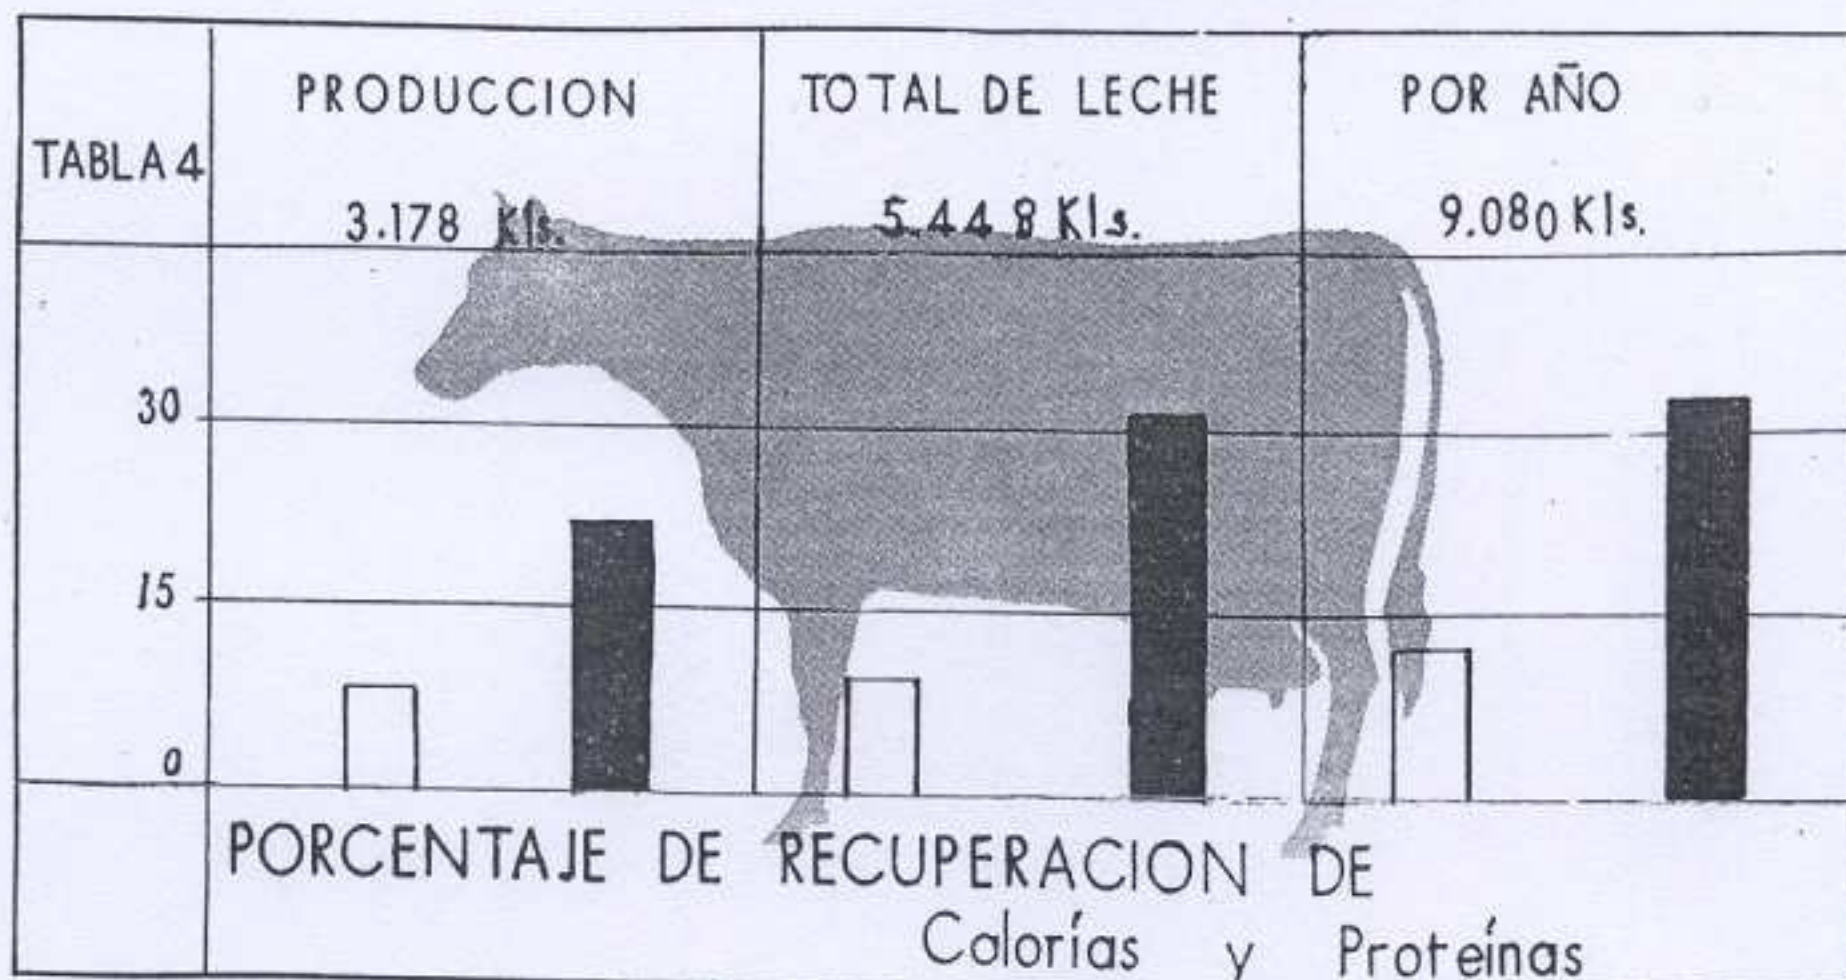 PRODUCCION TOTAL DE LECHE POR AÑO
TABLA 4
3.178 Kls. 5.448 Kls. 9.080 Kls.
30
15
0
PORCENTAJE DE RECUPERACION DE
Calorías y Proteínas